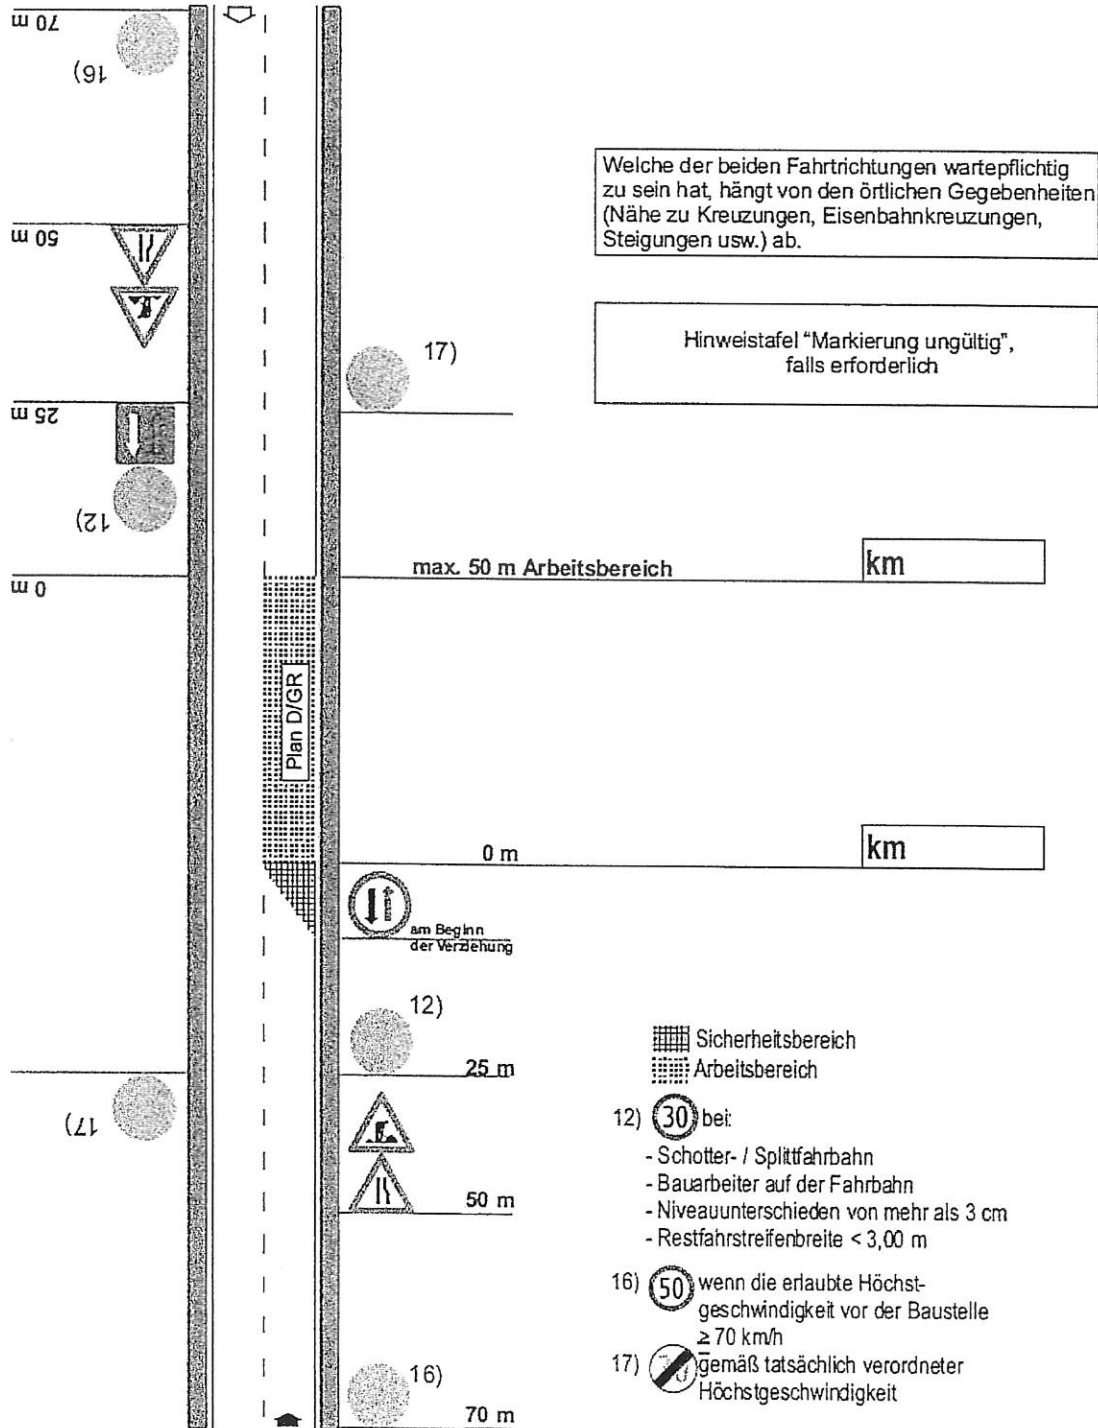 70 m
16)
Welche der beiden Fahrtrichtungen wartepflichtig
zu sein hat, hängt von den örtlichen Gegebenheiten
(Nähe zu Kreuzungen, Eisenbahnkreuzungen,
Steigungen usw.) ab.
50 m
Hinweistafel "Markierung ungültig",
falls erforderlich
17)
25 m
12)
max. 50 m Arbeitsbereich
km
0 m
Plan D/GR
0 m
km
am Beginn
der Verziehung
12)
25 m
17)
50 m
16)
70 m
Sicherheitsbereich
Arbeitsbereich
12) 30 bei:
- Schotter- / Splittfahrbahn
- Bauarbeiter auf der Fahrbahn
- Niveauunterschieden von mehr als 3 cm
- Restfahrstreifenbreite < 3,00 m
16) 50 wenn die erlaubte Höchst-
geschwindigkeit vor der Baustelle
≥ 70 km/h
17) gemäß tatsächlich verordneter
Höchstgeschwindigkeit